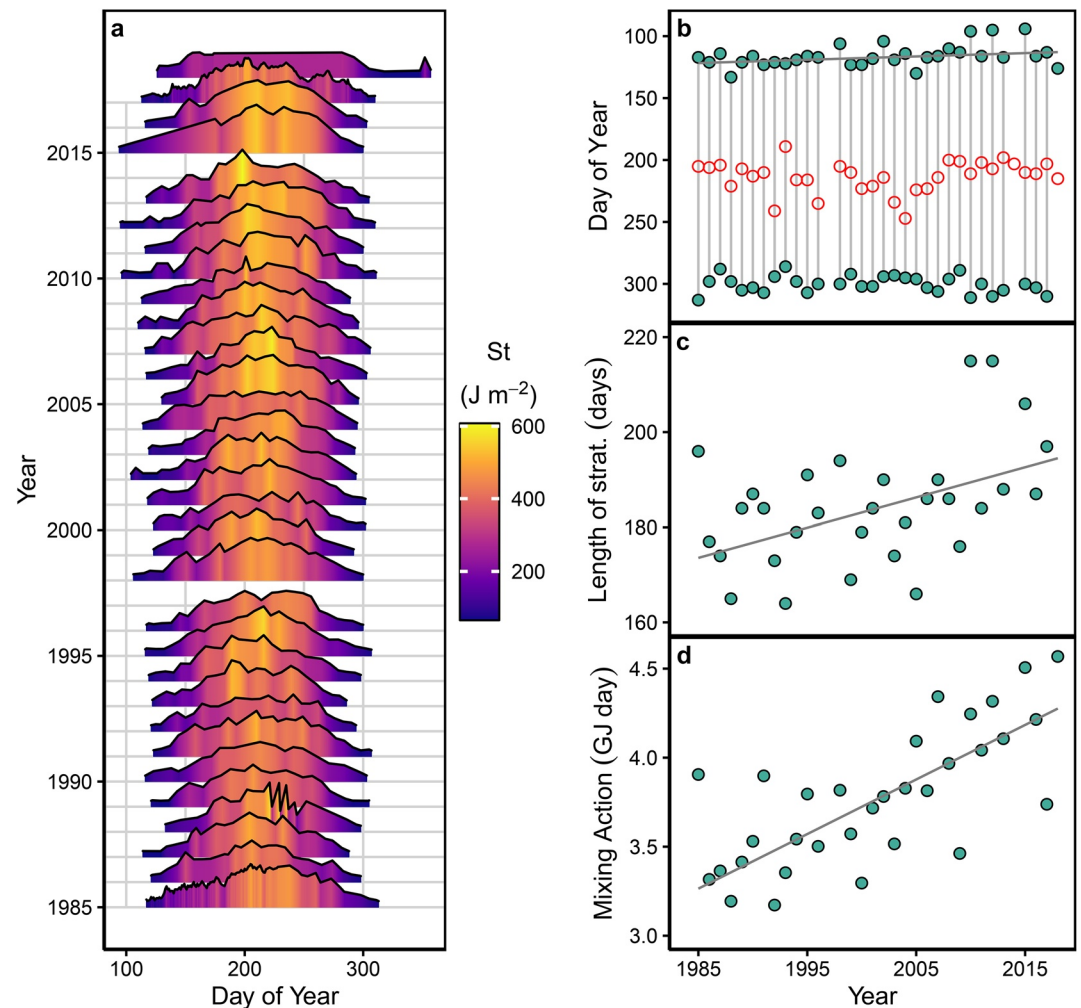 a
2015
2010
2005
2000
1995
1990
1985
Year
100
200
300
Day of Year
St
(J m−2)
600
400
200
b
100
150
200
250
300
Day of Year
c
220
200
180
160
Length of strat. (days)
d
4.5
4.0
3.5
3.0
Mixing Action (GJ day)
1985
1995
2005
2015
Year